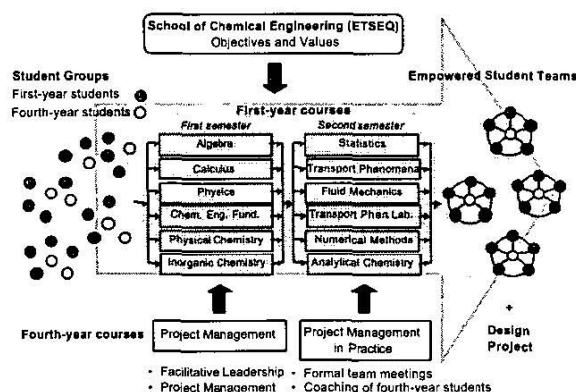 School of Chemical Engineering (ETSEQ)
Objectives and Values
Student Groups
First-year students
Fourth-year students
Empowered Student Teams
First-year courses
First semester
Second semester
Algebra
Statistics
Calculus
Transport Phenomena
Physics
Fluid Mechanics
Chem. Eng. Fund.
Transport Phen. Lab.
Physical Chemistry
Numerical Methods
Inorganic Chemistry
Analytical Chemistry
Fourth-year courses
Project Management
Project Management
in Practice
+
Design
Project
• Facilitative Leadership
• Project Management
• Formal team meetings
• Coaching of fourth-year students